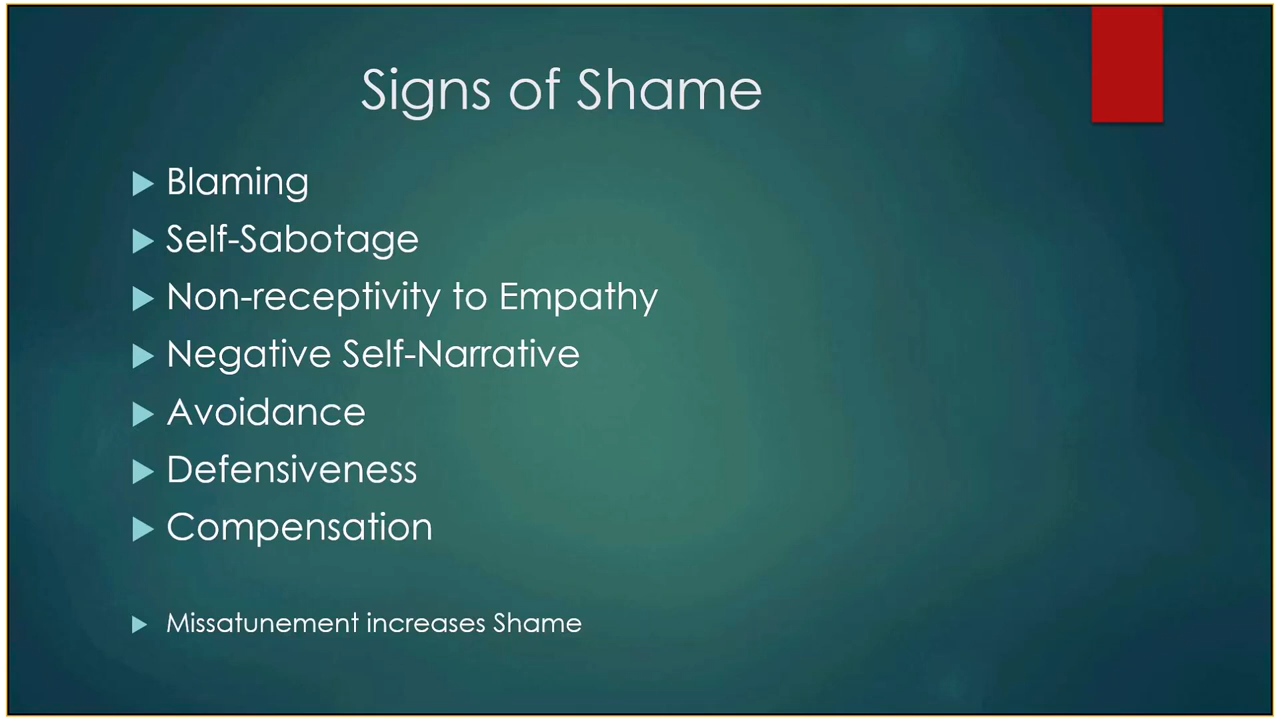 Signs of Shame
Blaming
Self-Sabotage
Non-receptivity to Empathy
Negative Self-Narrative
Avoidance
Defensiveness
Compensation
Missatunement increases Shame